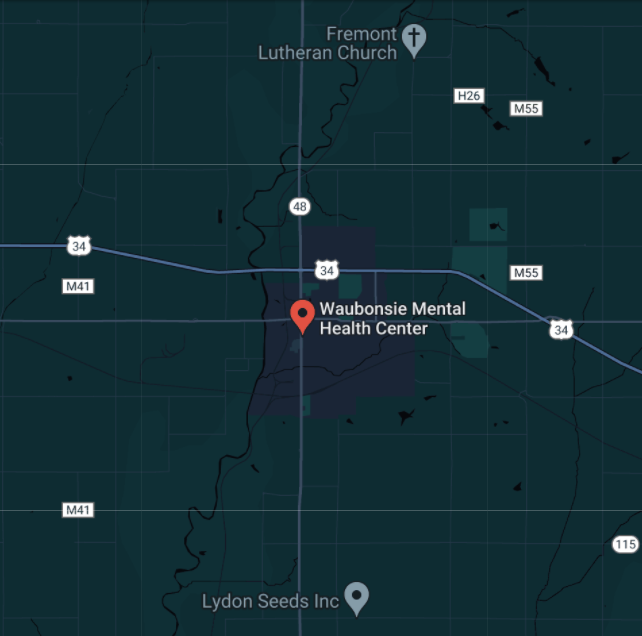 Fremont
Lutheran Church
H26
M55
48
34
34
M41
M55
Waubonsie Mental
Health Center
34
M41
115
Lydon Seeds Inc